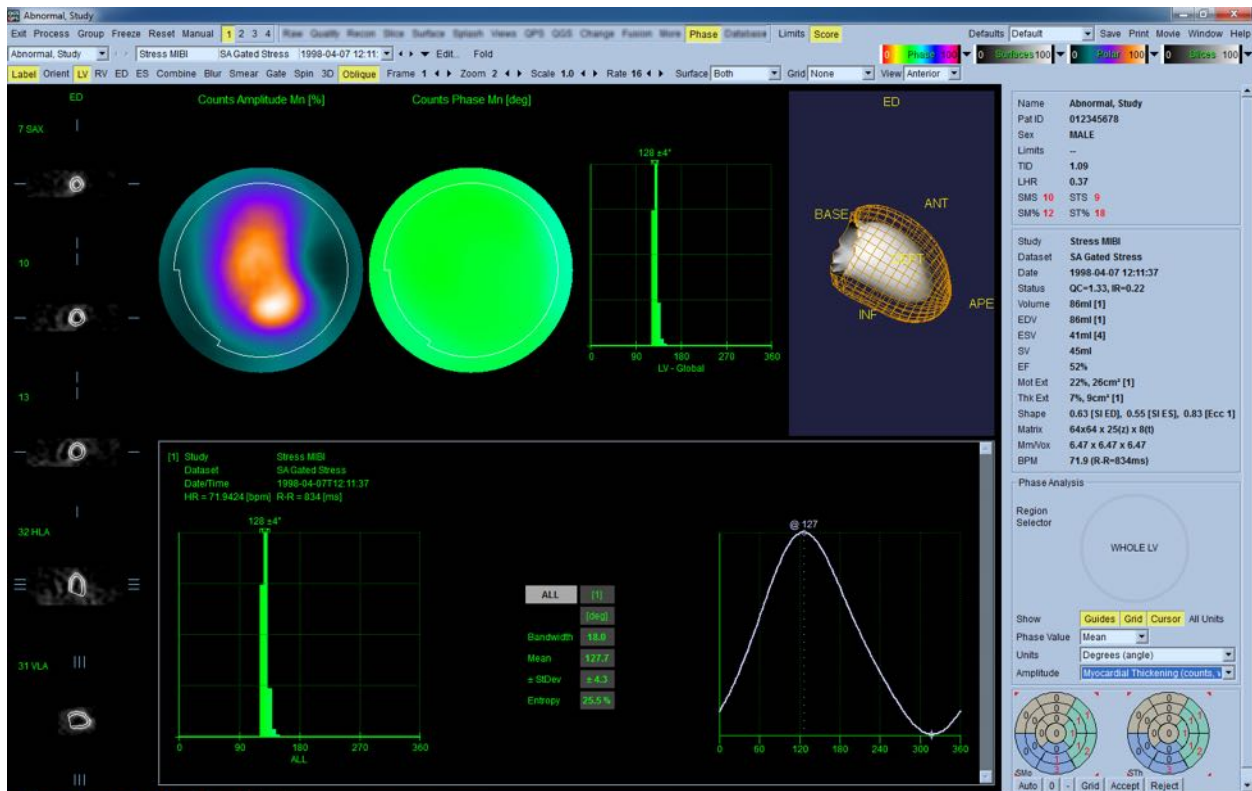 Abnormal, Study
Exit Process Group Freeze Reset Manual 1 2 3 4 Raw Quality Recon Slice Surface Splash Views QPS QGS Change Fusion More Phase Database Limits Score Defaults Default Save Print Movie Window Help
Abnormal, Study Stress MIBI SA Gated Stress 1998-04-07 12:11: Edit... Fold 0 Phase 100 0 Surfaces 100 0 Polar 100 0 Slices 100
Label Orient LV RV ED ES Combine Blur Smear Gate Spin 3D Oblique Frame 1 Zoom 2 Scale 1.0 Rate 16 Surface Both Grid None View Anterior
ED
7 SAX
10
13
32 HLA
31 VLA
Counts Amplitude Mn [%]
Counts Phase Mn [deg]
128 ±4°
0 90 180 270 360
LV - Global
ED
BASE
ANT
SEPT
INF
APE
[1] Study Stress MIBI
Dataset SA Gated Stress
Date/Time 1998-04-07T12:11:37
HR = 71.9424 [bpm] R-R = 834 [ms]
128 ±4°
0 90 180 270 360
ALL
ALL [1]
[deg]
Bandwidth 18.0
Mean 127.7
± StDev ± 4.3
Entropy 25.5 %
@ 127
0 60 120 180 240 300 360
Name Abnormal, Study
Pat ID 012345678
Sex MALE
Limits --
TID 1.09
LHR 0.37
SMS 10 STS 9
SM% 12 ST% 18
Study Stress MIBI
Dataset SA Gated Stress
Date 1998-04-07 12:11:37
Status QC=1.33, IR=0.22
Volume 86ml [1]
EDV 86ml [1]
ESV 41ml [4]
SV 45ml
EF 52%
Mot Ext 22%, 26cm² [1]
Thk Ext 7%, 9cm² [1]
Shape 0.63 [SI ED], 0.55 [SI ES], 0.83 [Ecc 1]
Matrix 64x64 x 25(z) x 8(t)
Mm/Vox 6.47 x 6.47 x 6.47
BPM 71.9 (R-R=834ms)
Phase Analysis
Region
Selector
WHOLE LV
Show Guides Grid Cursor All Units
Phase Value Mean
Units Degrees (angle)
Amplitude Myocardial Thickening (counts,
SMo
STh
Auto 0 - Grid Accept Reject